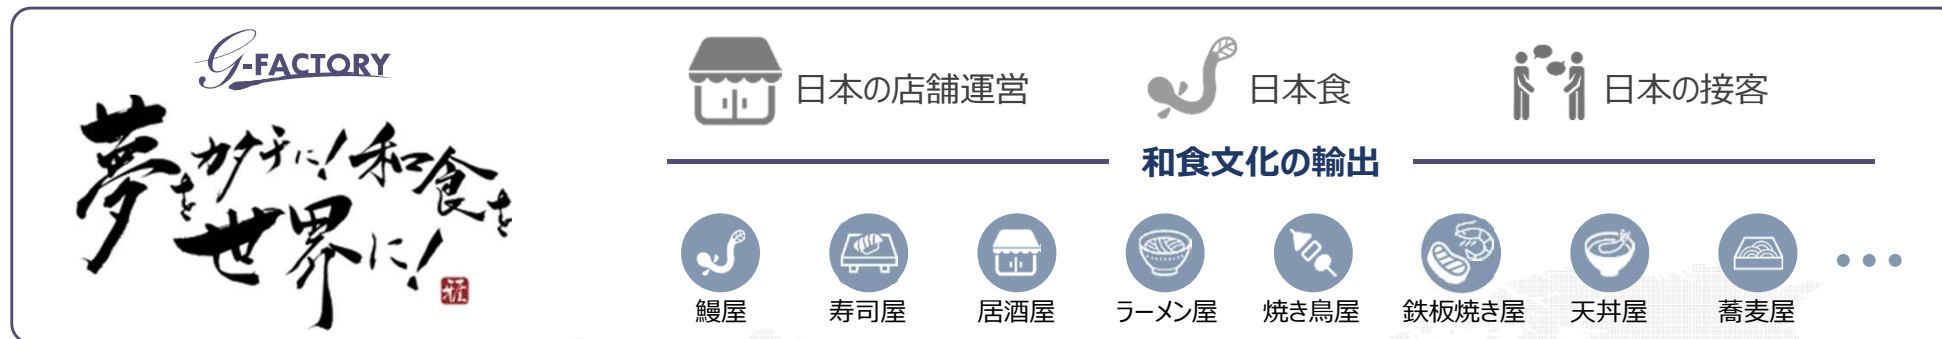 G-FACTORY
夢をカタチに!和食を
世界に!
日本の店舗運営
日本食
日本の接客
和食文化の輸出
鰻屋
寿司屋
居酒屋
ラーメン屋
焼き鳥屋
鉄板焼き屋
天丼屋
蕎麦屋
•••